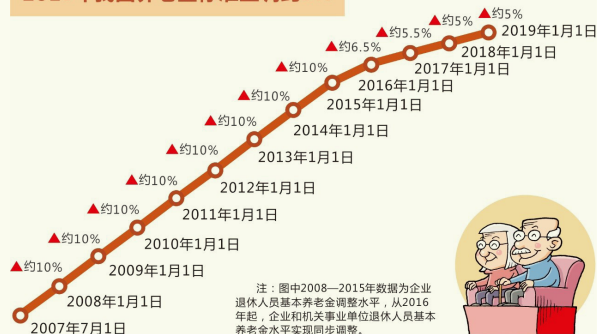 约5%
约5%
2019年1月1日
约5.5%
约6.5%
2018年1月1日
约10%
2017年1月1日
2016年1月1日
约10%
2015年1月1日
约10%
2014年1月1日
约10%
2013年1月1日
约10%
2012年1月1日
约10%
2011年1月1日
约10%
2010年1月1日
约10%
2009年1月1日
2008年1月1日
2007年7月1日
注：图中2008—2015年数据为企业
退休人员基本养老金调整水平，从2016
年起，企业和机关事业单位退休人员基本
养老金水平实现同步调整。